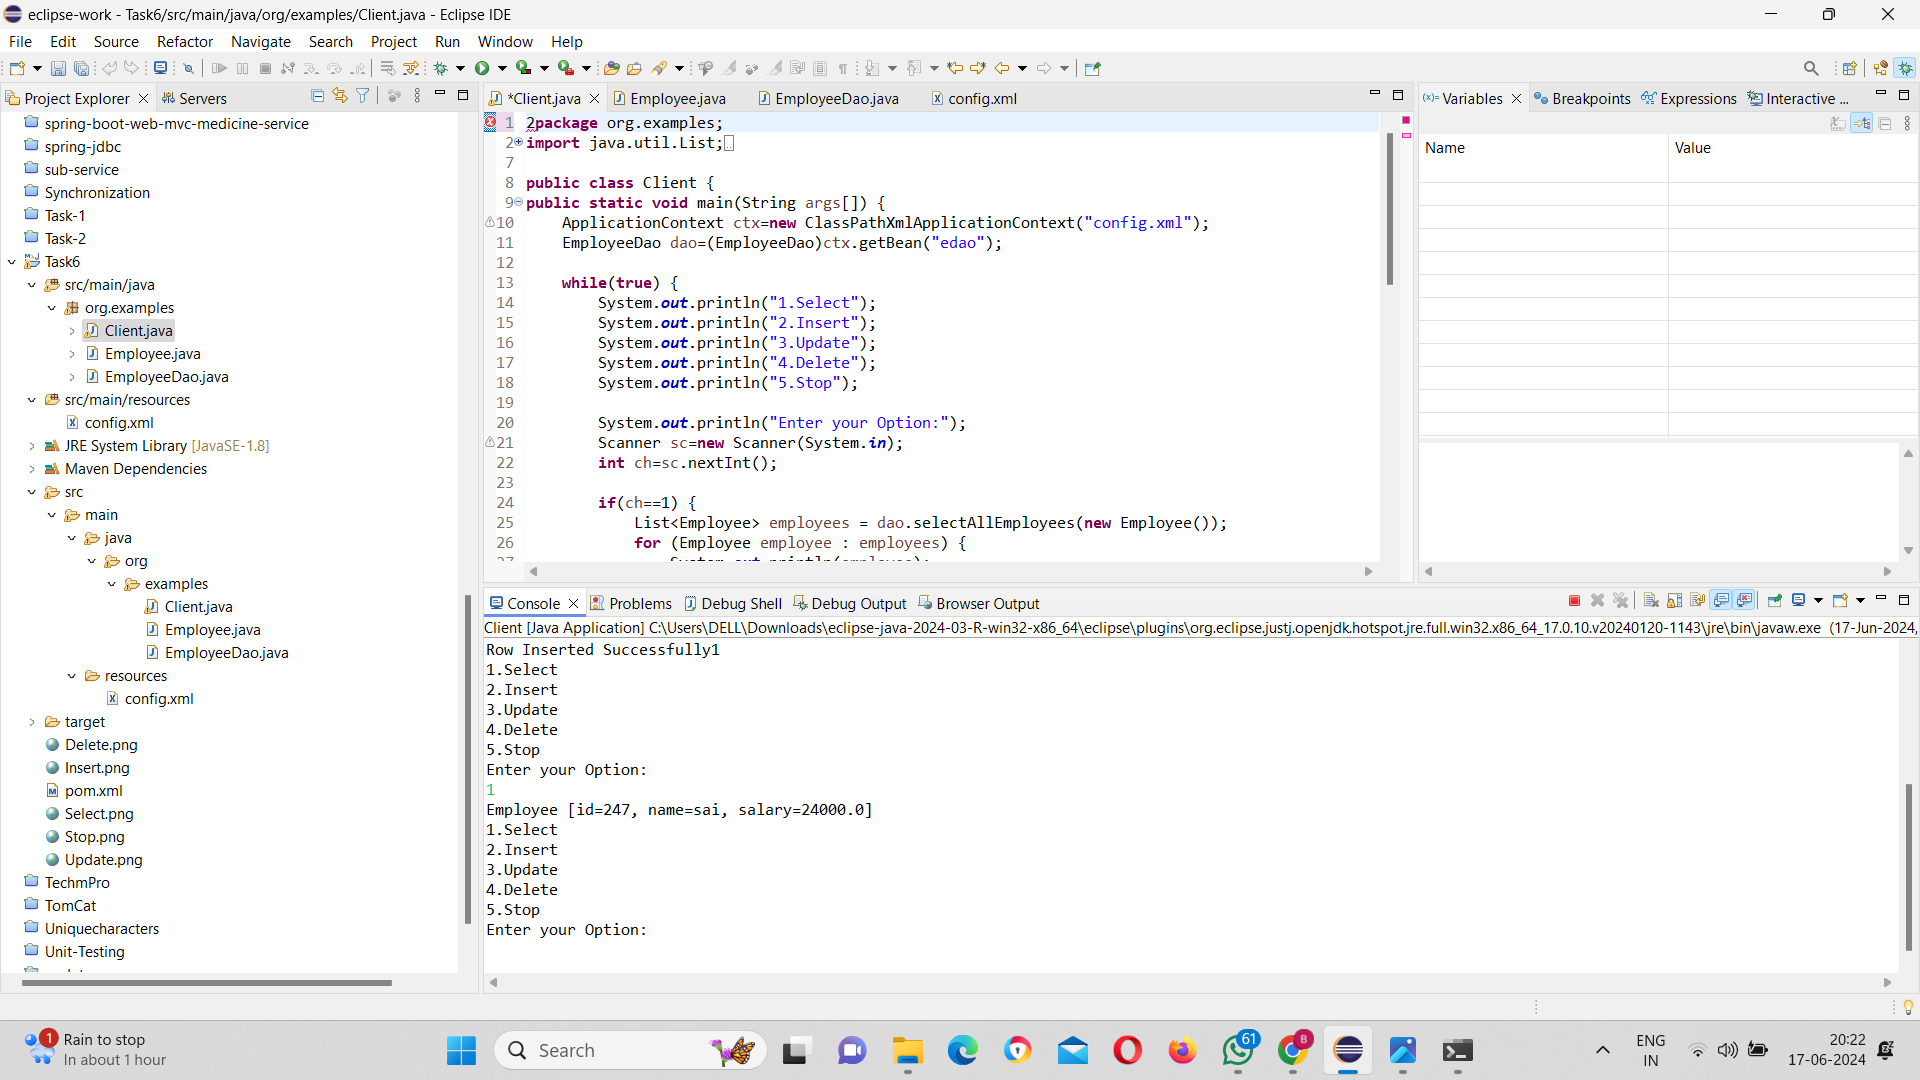 eclipse-work - Task6/src/main/java/org/examples/Client.java - Eclipse IDE
File Edit Source Refactor Navigate Search Project Run Window Help
Project Explorer
Servers
spring-boot-web-mvc-medicine-service
spring-jdbc
sub-service
Synchronization
Task-1
Task-2
Task6
src/main/java
org.examples
Client.java
Employee.java
EmployeeDao.java
src/main/resources
config.xml
JRE System Library [JavaSE-1.8]
Maven Dependencies
src
main
java
org
examples
Client.java
Employee.java
EmployeeDao.java
resources
config.xml
target
Delete.png
Insert.png
pom.xml
Select.png
Stop.png
Update.png
TechmPro
TomCat
Uniquecharacters
Unit-Testing
*Client.java
Employee.java
EmployeeDao.java
config.xml
1 2package org.examples;
2 import java.util.List;
7
8 public class Client {
9 public static void main(String args[]) {
10 ApplicationContext ctx=new ClassPathXmlApplicationContext("config.xml");
11 EmployeeDao dao=(EmployeeDao)ctx.getBean("edao");
12
13 while(true) {
14 System.out.println("1.Select");
15 System.out.println("2.Insert");
16 System.out.println("3.Update");
17 System.out.println("4.Delete");
18 System.out.println("5.Stop");
19
20 System.out.println("Enter your Option:");
21 Scanner sc=new Scanner(System.in);
22 int ch=sc.nextInt();
23
24 if(ch==1) {
25 List<Employee> employees = dao.selectAllEmployees(new Employee());
26 for (Employee employee : employees) {
Variables
Breakpoints
Expressions
Interactive ...
Name Value
Console
Problems
Debug Shell
Debug Output
Browser Output
Client [Java Application] C:\Users\DELL\Downloads\eclipse-java-2024-03-R-win32-x86_64\eclipse\plugins\org.eclipse.justj.openjdk.hotspot.jre.full.win32.x86_64_17.0.10.v20240120-1143\jre\bin\javaw.exe (17-Jun-2024,
Row Inserted Successfully1
1.Select
2.Insert
3.Update
4.Delete
5.Stop
Enter your Option:
1
Employee [id=247, name=sai, salary=24000.0]
1.Select
2.Insert
3.Update
4.Delete
5.Stop
Enter your Option:
1
Rain to stop
In about 1 hour
Search
61
B
ENG
IN
20:22
17-06-2024